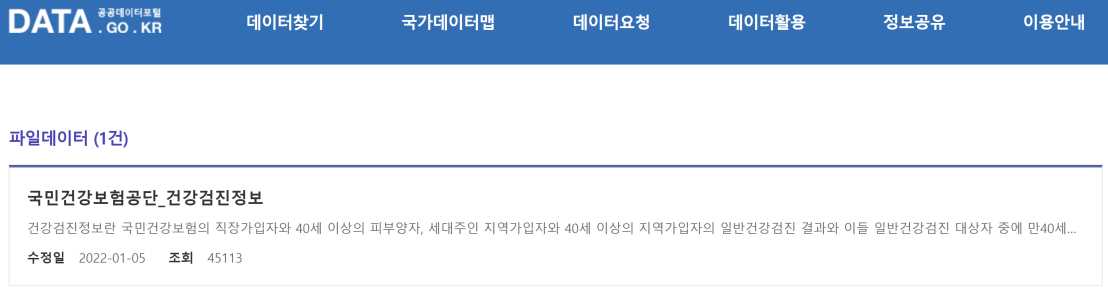 DATA 공공데이터포털 .GO.KR 데이터찾기 국가데이터맵 데이터요청 데이터활용 정보공유 이용안내
파일데이터 (1건)
국민건강보험공단_건강검진정보
건강검진정보란 국민건강보험의 직장가입자와 40세 이상의 피부양자, 세대주인 지역가입자와 40세 이상의 지역가입자의 일반건강검진 결과와 이들 일반건강검진 대상자 중에 만40세...
수정일 2022-01-05 조회 45113